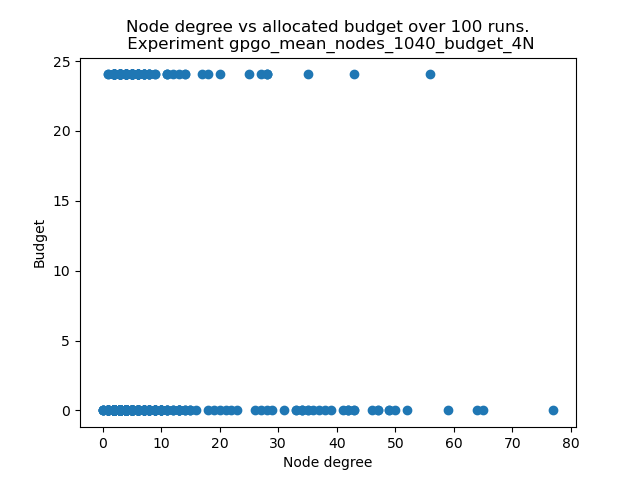 Node degree vs allocated budget over 100 runs.
Experiment gpgo_mean_nodes_1040_budget_4N
25
20
15
10
5
0
Budget
0 10 20 30 40 50 60 70 80
Node degree